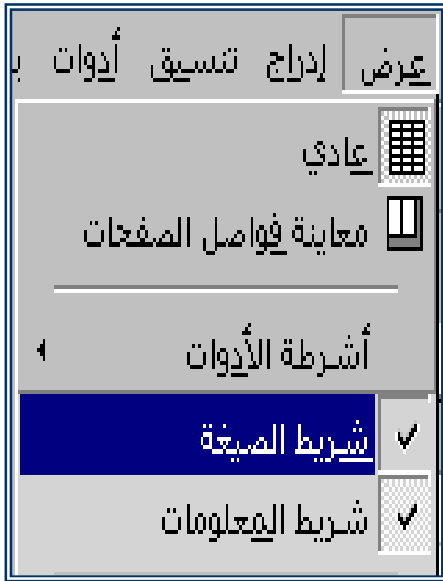 عرض إدراج تنسيق أدوات
عادي
معاينة فواصل الصفحات
أشرطة الأدوات
شريط الصيغة
شريط المعلومات